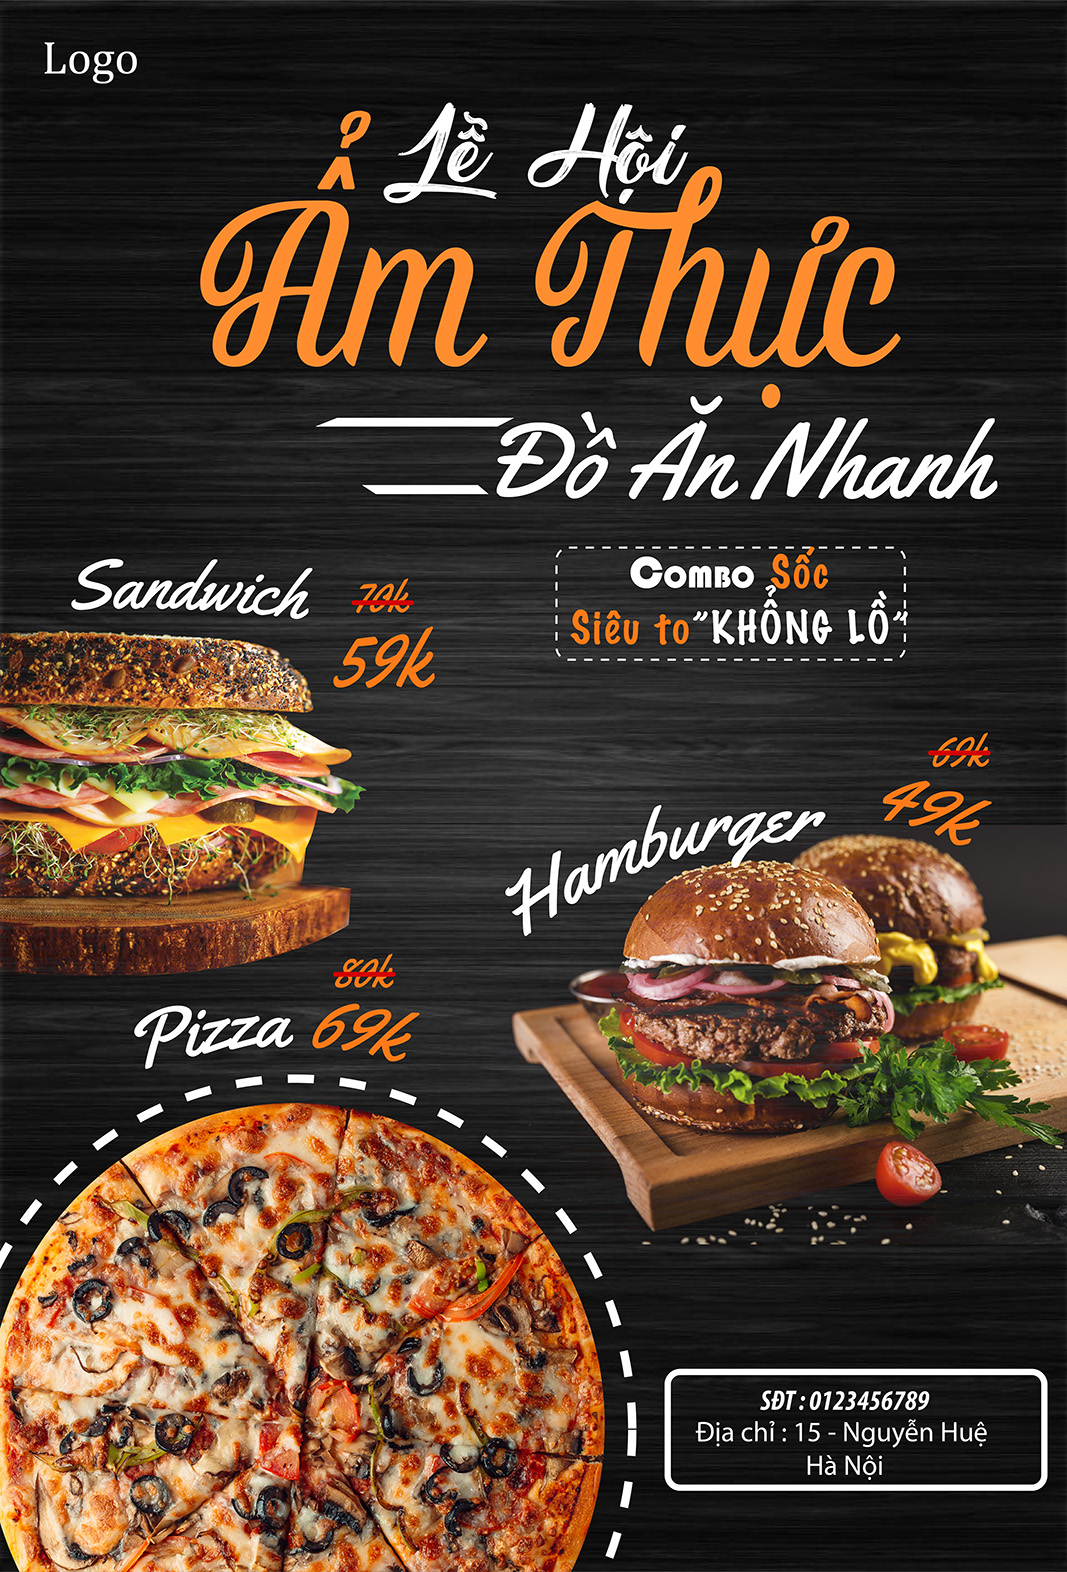 Logo
Lề Hội
Ẩm Thực
Đồ Ăn Nhanh
Sandwich
70k
59k
Combo Sốc
Siêu to "KHỔNG LỒ"
69k
49k
Hamburger
80k
Pizza 69k
SĐT : 0123456789
Địa chỉ : 15 - Nguyễn Huệ
Hà Nội